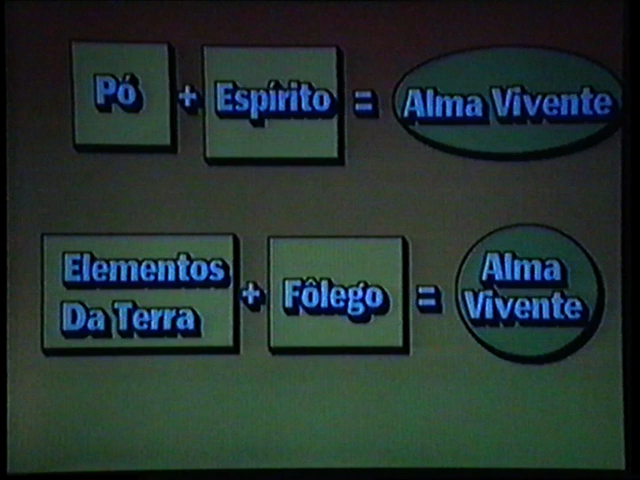 Pó + Espírito = Alma Vivente
Elementos
Da Terra + Fôlego = Alma
Vivente